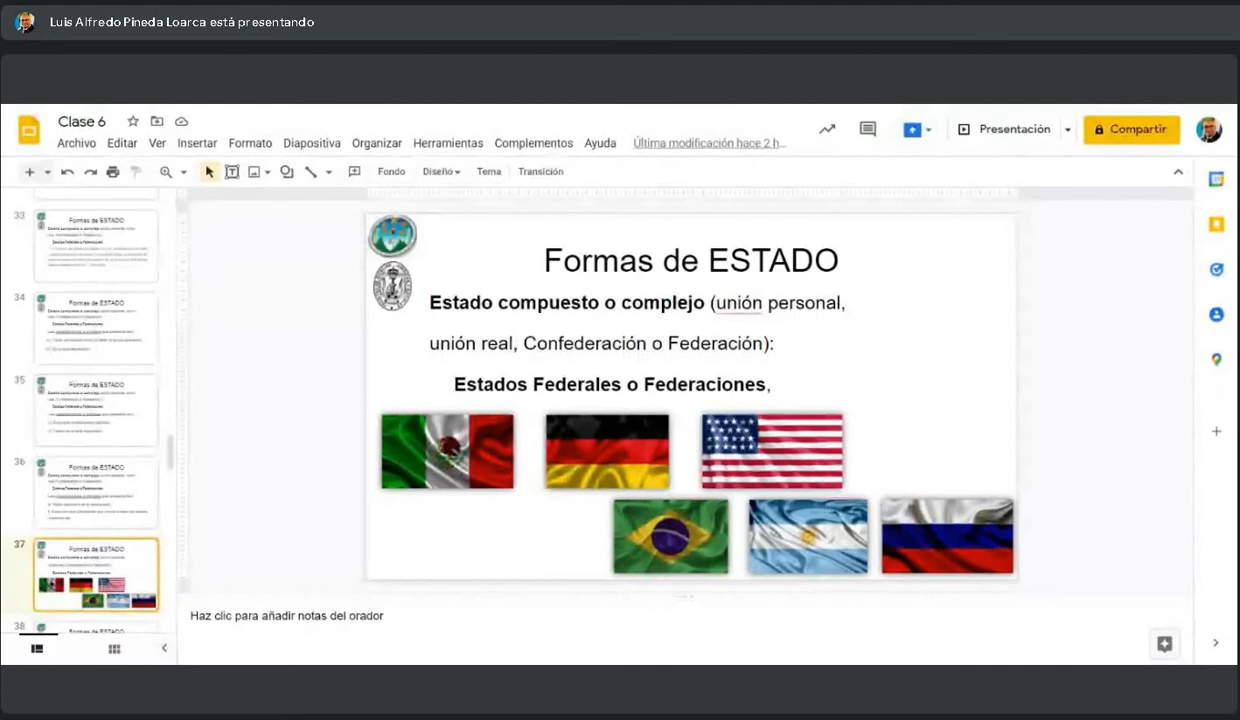 Luis Alfredo Pineda Loarca está presentando
Clase 6
Archivo Editar Ver Insertar Formato Diapositiva Organizar Herramientas Complementos Ayuda Última modificación hace 2 h...
Presentación
Compartir
Fondo Diseño Tema Transición
33
Formas de ESTADO
34
Formas de ESTADO
35
Formas de ESTADO
36
Formas de ESTADO
37
Formas de ESTADO
38
Formas de ESTADO
Formas de ESTADO
Estado compuesto o complejo (unión personal,
unión real, Confederación o Federación):
Estados Federales o Federaciones,
Haz clic para añadir notas del orador